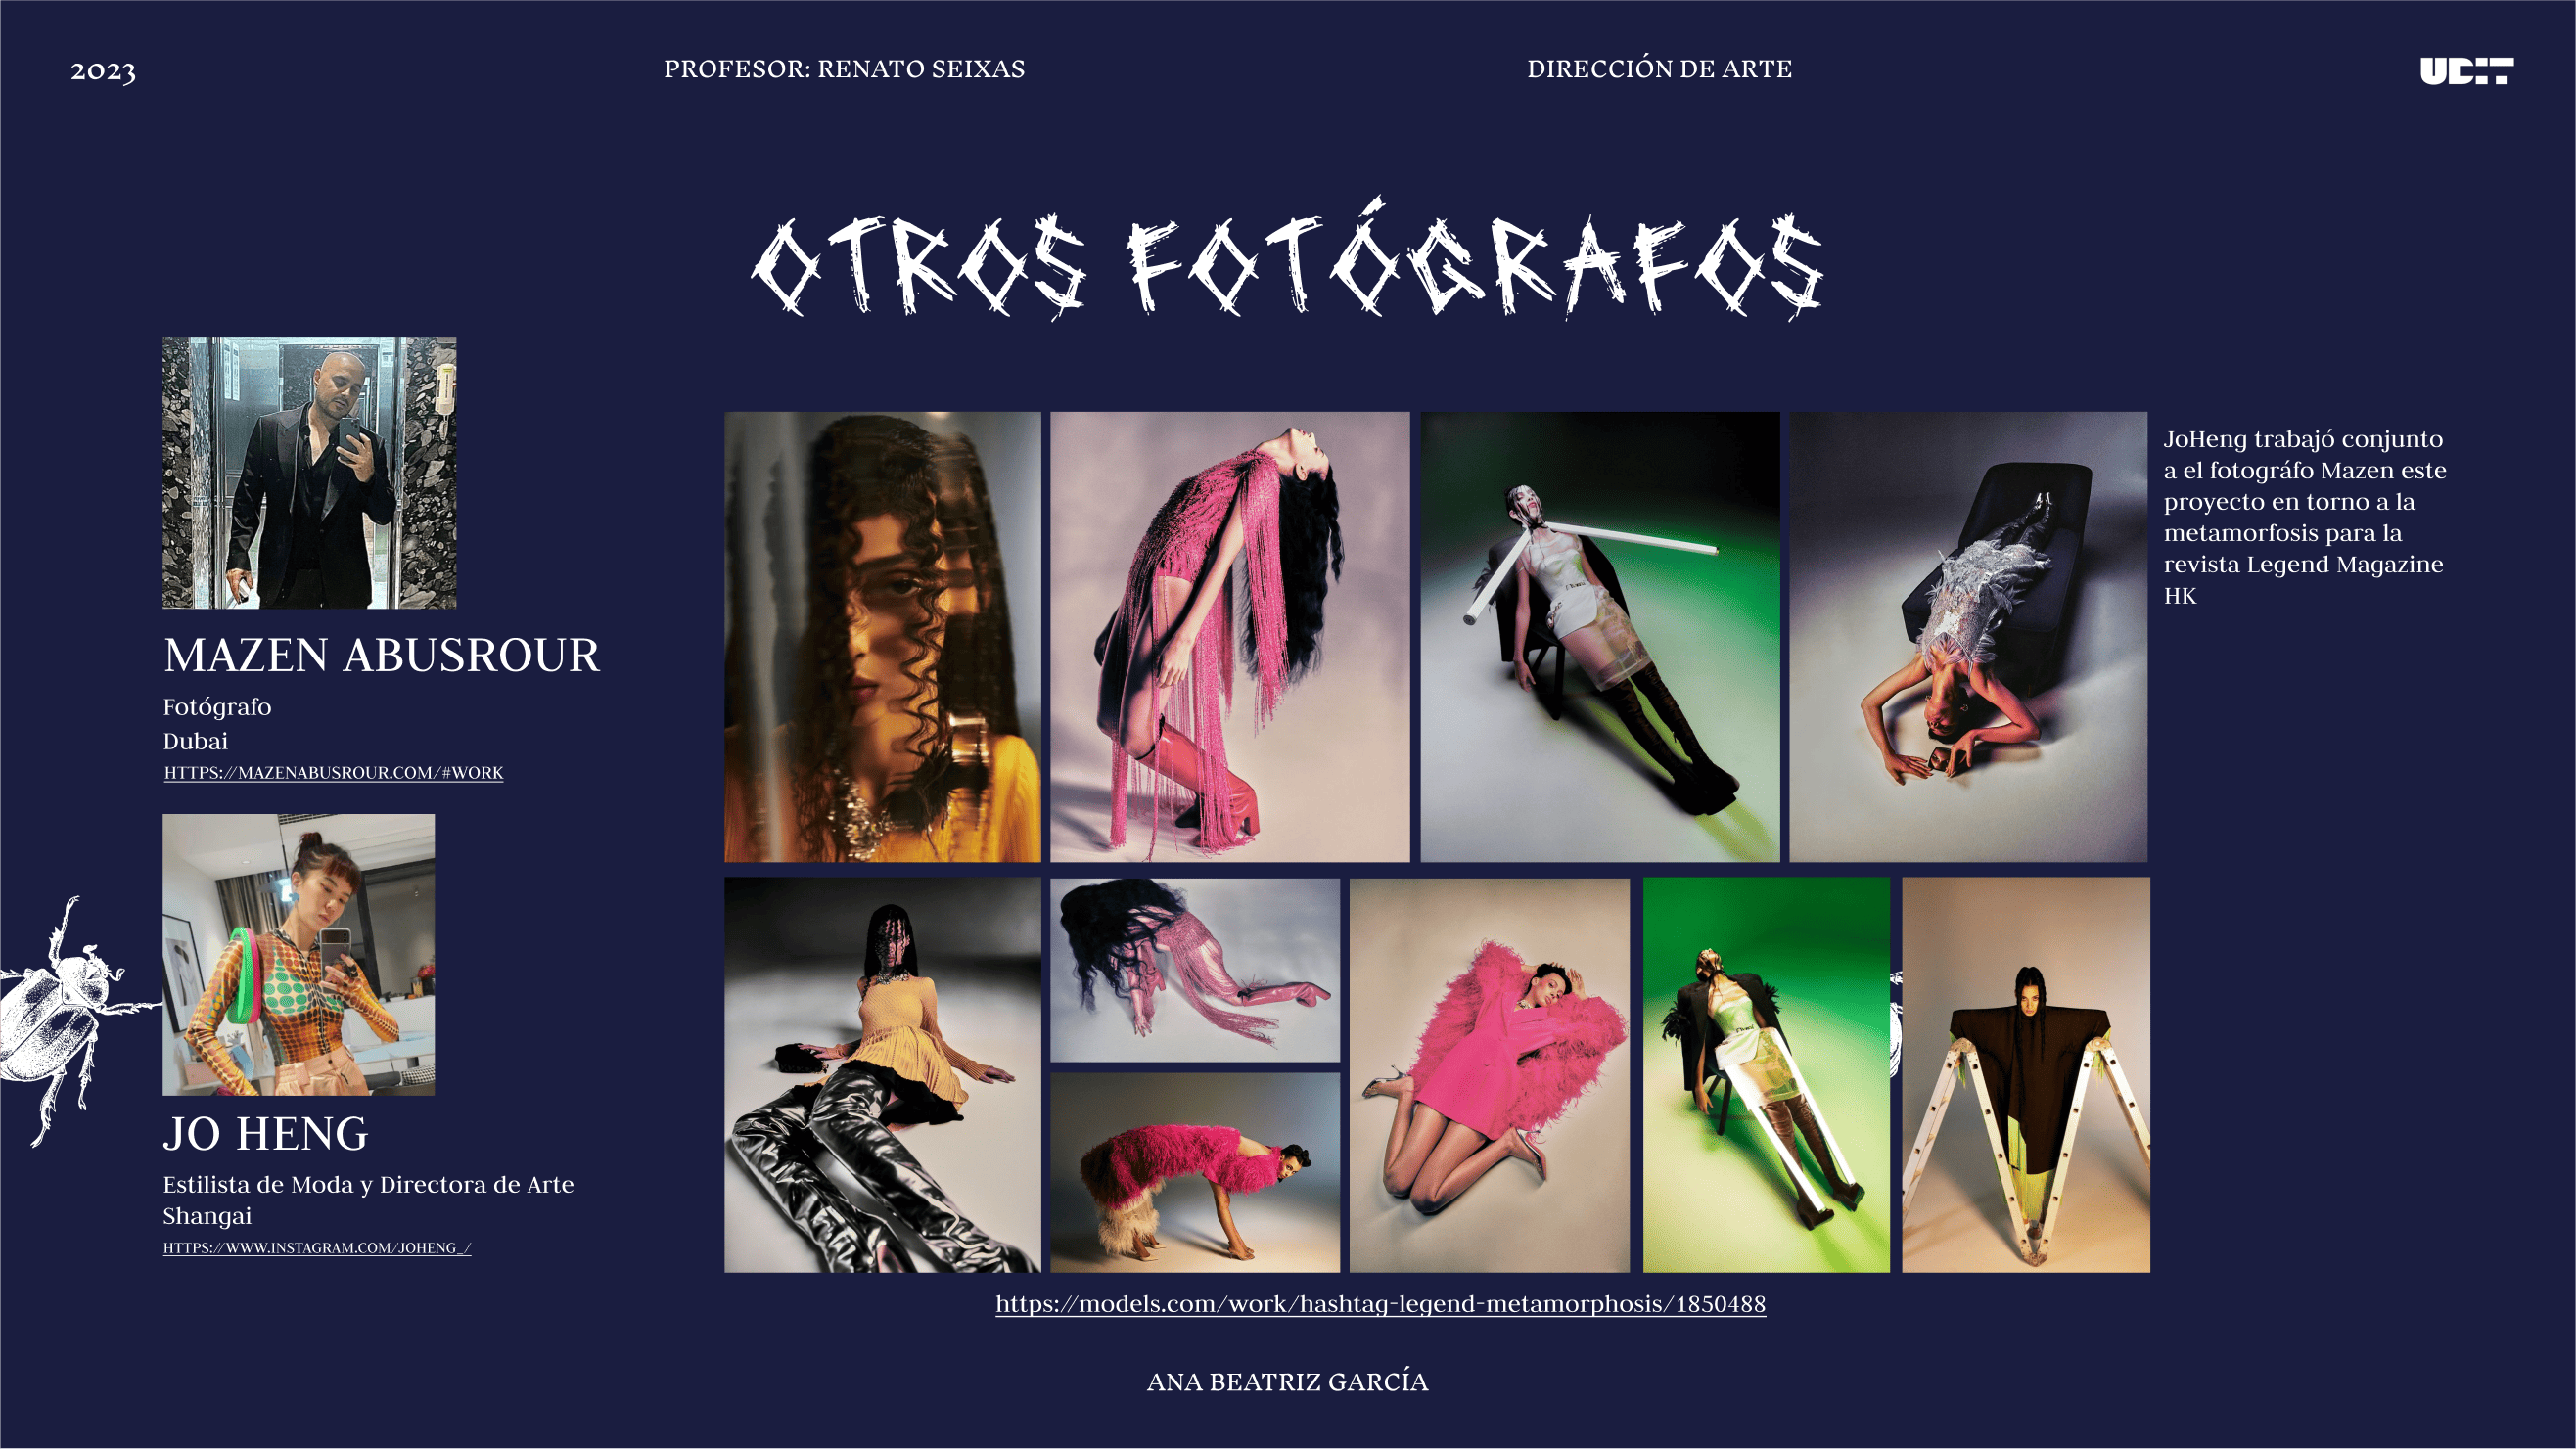 2023
PROFESOR: RENATO SEIXAS
DIRECCIÓN DE ARTE
UDIT
OTROS FOTÓGRAFOS
MAZEN ABUSROUR
Fotógrafo
Dubai
HTTPS://MAZENABUSROUR.COM/#WORK
JO HENG
Estilista de Moda y Directora de Arte
Shangai
HTTPS://WWW.INSTAGRAM.COM/JOHENG_/
JoHeng trabajó conjunto
a el fotográfo Mazen este
proyecto en torno a la
metamorfosis para la
revista Legend Magazine
HK
https://models.com/work/hashtag-legend-metamorphosis/1850488
ANA BEATRIZ GARCÍA